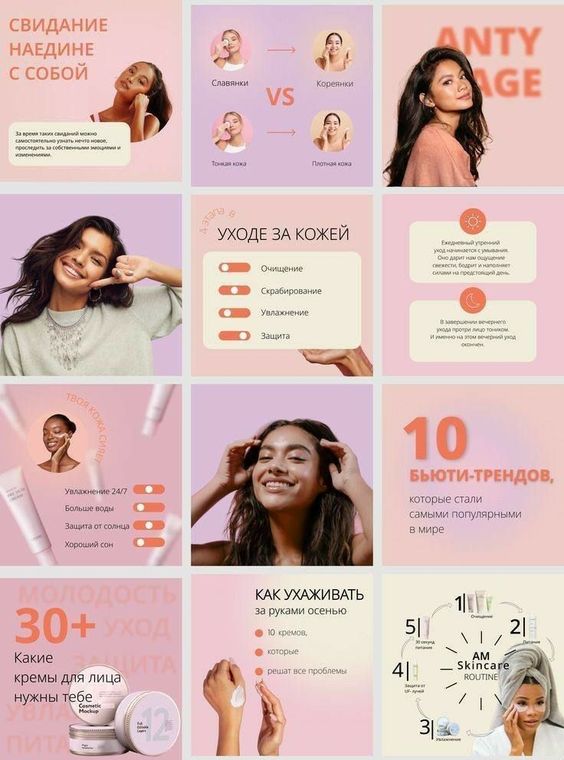 СВИДАНИЕ
НАЕДИНЕ
С СОБОЙ
За время таких свиданий можно
самостоятельно узнать нечто новое,
проследить за собственными эмоциями и
изменениями.
Славянки
Кореянки
VS
Тонкая кожа
Плотная кожа
ANTY
AGE
4 этапа в
УХОДЕ ЗА КОЖЕЙ
Очищение
Скрабирование
Увлажнение
Защита
Ежедневный утренний
уход начинается с умывания.
Оно дарит нам ощущение
свежести, бодрит и наполняет
силами на предстоящий день.
В завершении вечернего
ухода протри лицо тоником.
И именно на этом вечерний уход
окончен.
ТВОЯ КОЖА СИЯЕТ
Увлажнение 24/7
Больше воды
Защита от солнца
Хороший сон
10
БЬЮТИ-ТРЕНДОВ,
которые стали
самыми популярными
в мире
МОЛОДОСТЬ
30+
УХОД
ЗАЩИТА
Какие
кремы для лица
нужны тебе
УВЛА
ПИТА
Cosmetic
Mockup
12
КАК УХАЖИВАТЬ
за руками осенью
10 кремов,
которые
решат все проблемы
1
Очищение
2
Питание
3
Увлажнение
4
Защита от
UF- лучей
5
30 секунд
питания
AM
Skincare
ROUTINE